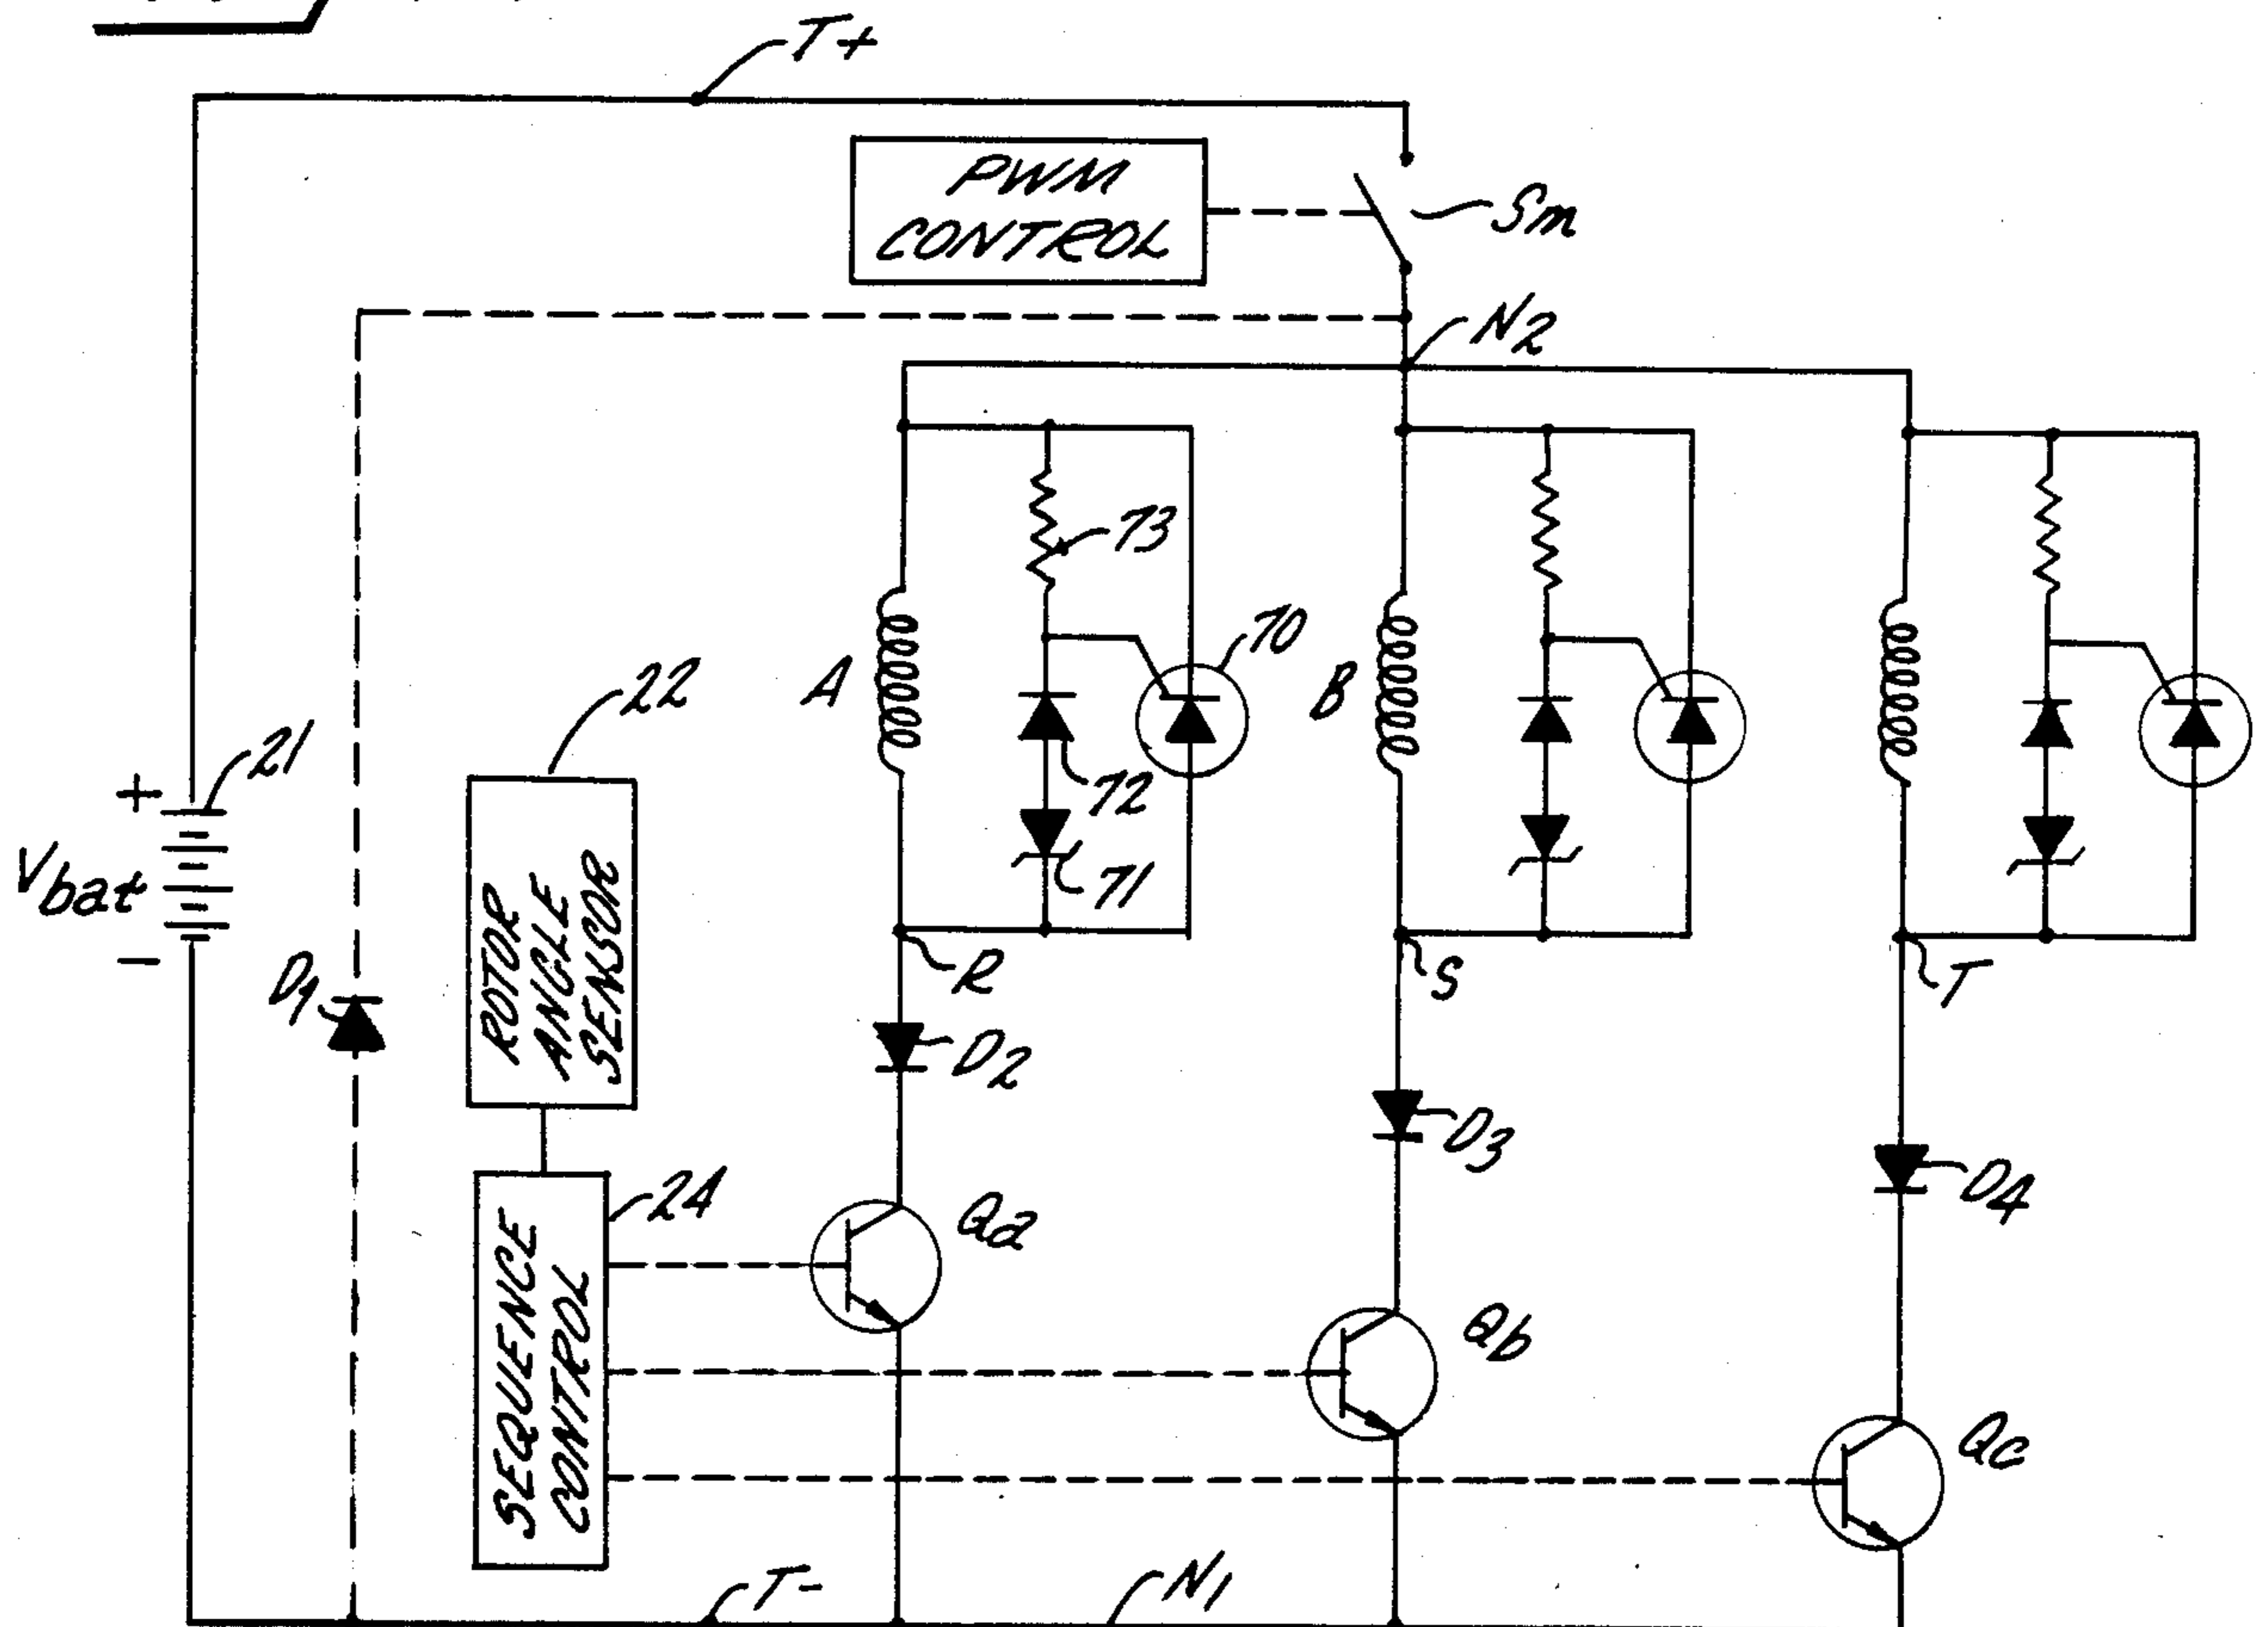 T+
PWM
CONTROL
Sm
N2
73
70
A
B
22
72
21
+
Vbat
71
-
ROTOR
ANGLE
SENSOR
R
S
T
D1
D2
D3
D4
24
Qa
SEQUENCE
CONTROL
Qb
Qc
T-
N1